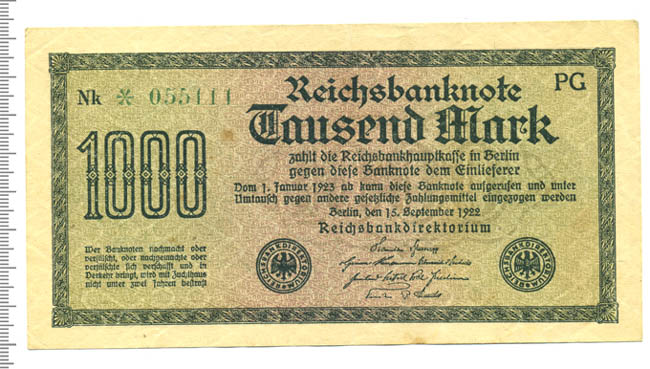 Nk * 055111
Reichsbanknote
PG
Tausend Mark
1000
zahlt die Reichsbankhauptkasse in Berlin
gegen diese Banknote dem Einlieferer
Vom 1. Januar 1923 ab kann diese Banknote aufgerufen und unter
Umtausch gegen andere gesetzliche Zahlungsmittel eingezogen werden
Berlin, den 15. September 1922
Reichsbankdirektorium
Wer Banknoten nachmacht oder
verfälscht, oder nachgemachte oder
verfälschte sich verschafft und in
Verkehr bringt, wird mit Zuchthaus
nicht unter zwei Jahren bestraft
REICHSBANKDIREKTORIUM
REICHSBANKDIREKTORIUM